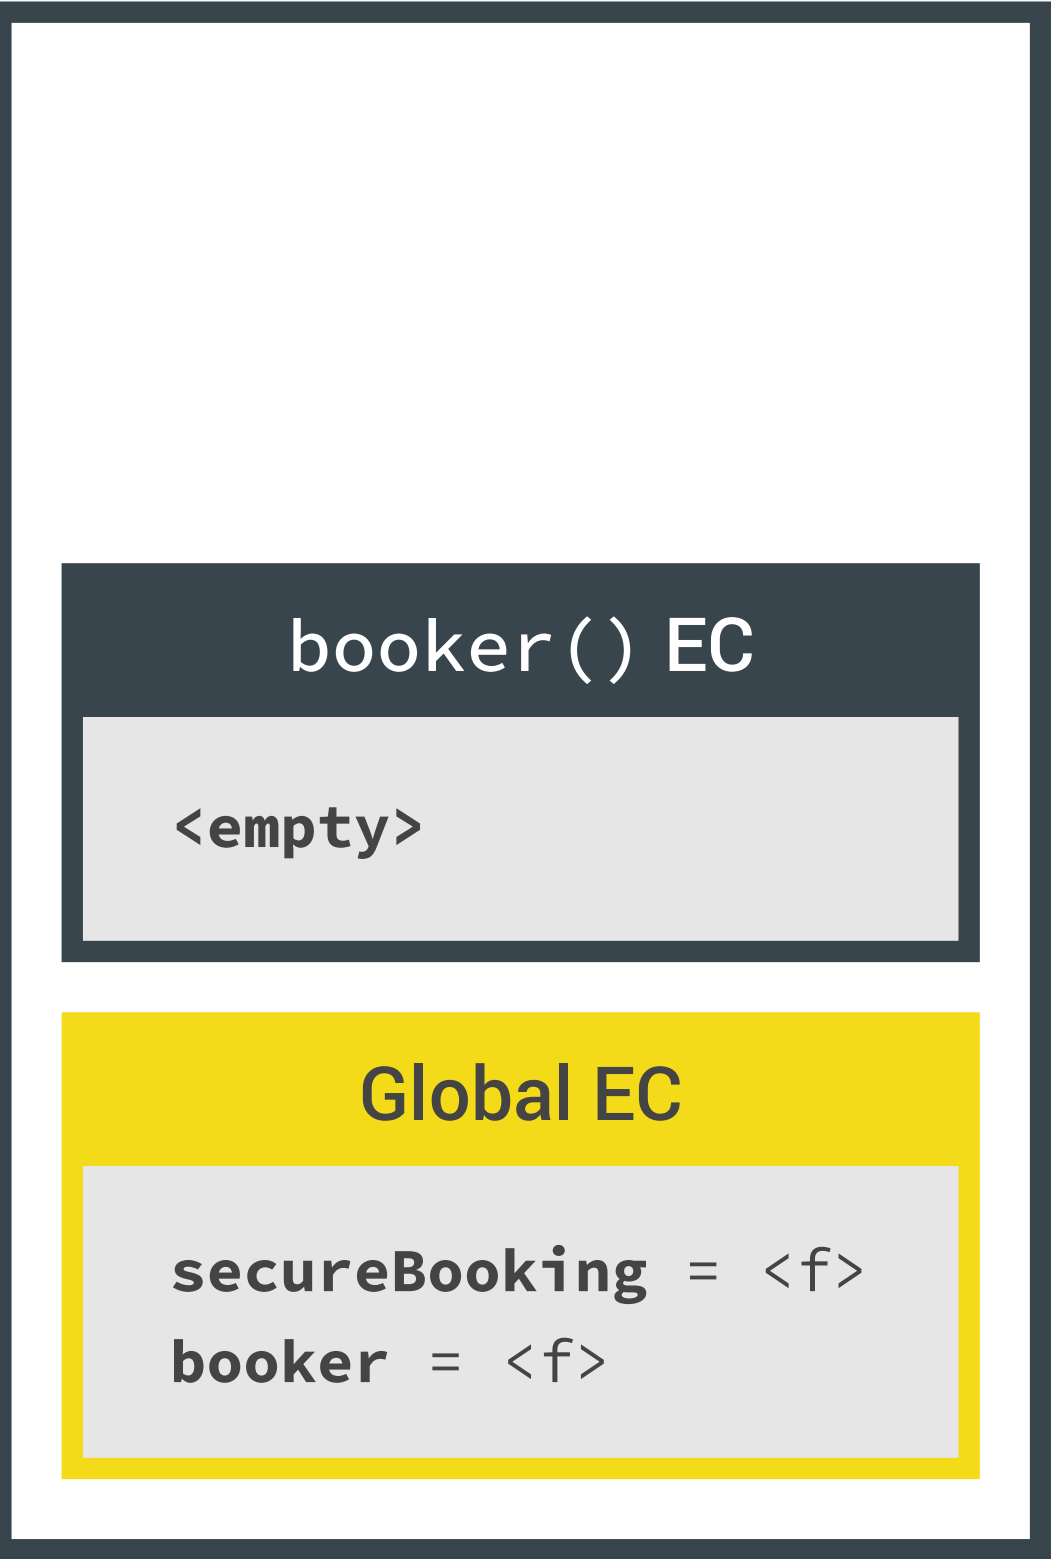 booker() EC
<empty>
Global EC
secureBooking = <f>
booker = <f>